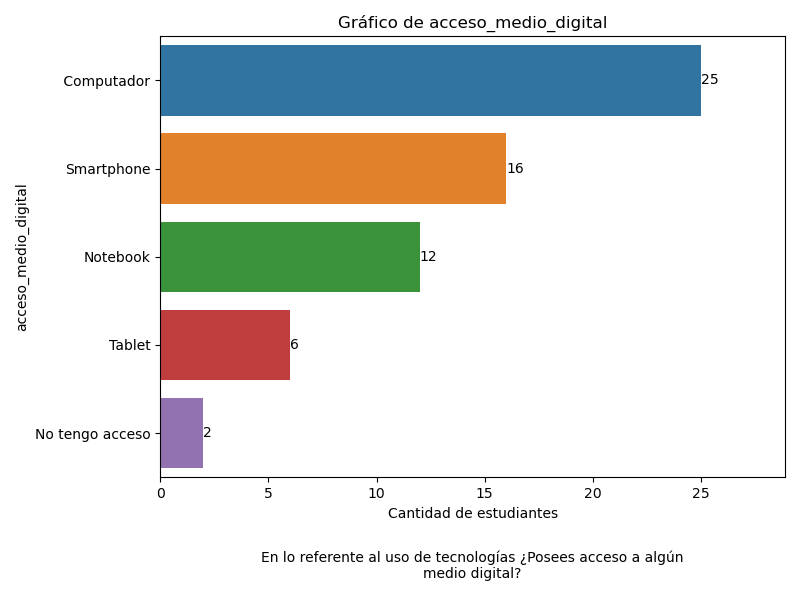 Gráfico de acceso_medio_digital
acceso_medio_digital
Computador
25
Smartphone
16
Notebook
12
Tablet
6
No tengo acceso
2
0 5 10 15 20 25
Cantidad de estudiantes
En lo referente al uso de tecnologías ¿Posees acceso a algún
medio digital?